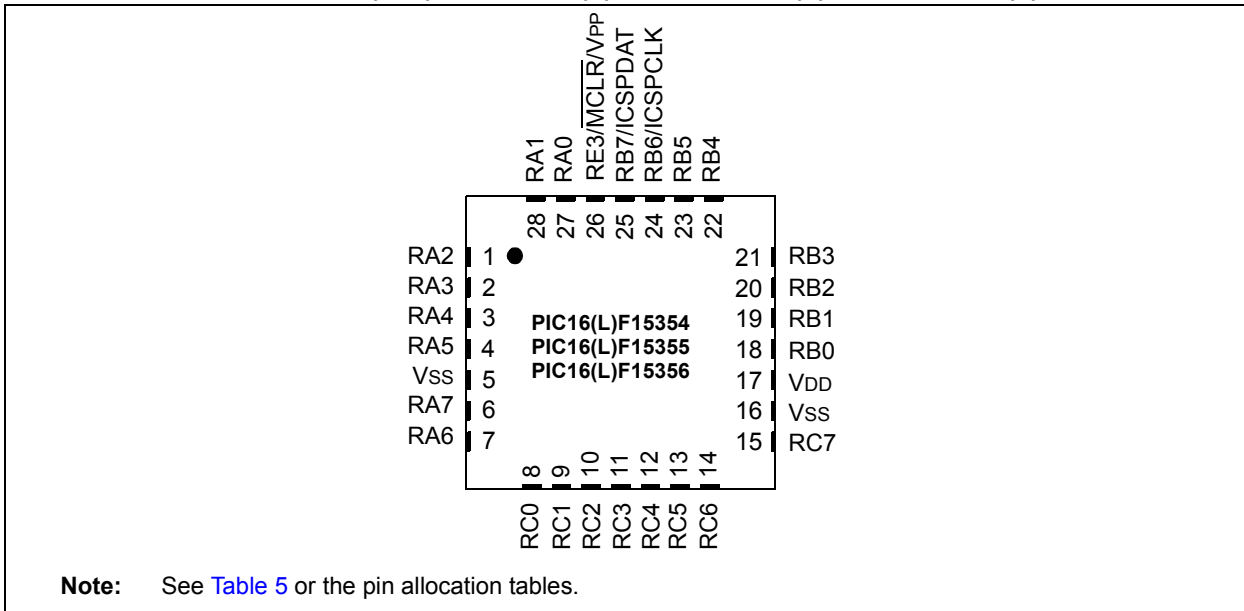 RA1
RA0
RE3/MCLR/VPP
RB7/ICSPDAT
RB6/ICSPCLK
RB5
RB4
28
27
26
25
24
23
22
RA2 1
RA3 2
RA4 3
RA5 4
VSS 5
RA7 6
RA6 7
PIC16(L)F15354
PIC16(L)F15355
PIC16(L)F15356
21 RB3
20 RB2
19 RB1
18 RB0
17 VDD
16 VSS
15 RC7
8
9
10
11
12
13
14
RC0
RC1
RC2
RC3
RC4
RC5
RC6
Note: See Table 5 or the pin allocation tables.